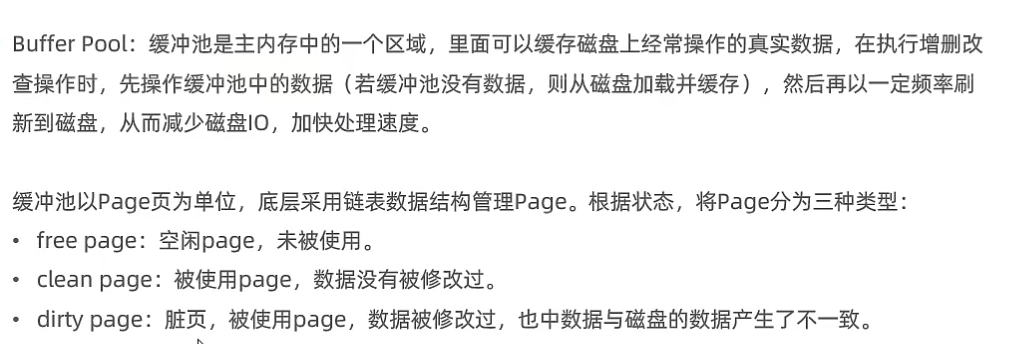 Buffer Pool：缓冲池是主内存中的一个区域，里面可以缓存磁盘上经常操作的真实数据，在执行增删改
查操作时，先操作缓冲池中的数据（若缓冲池没有数据，则从磁盘加载并缓存），然后再以一定频率刷
新到磁盘，从而减少磁盘IO，加快处理速度。
缓冲池以Page页为单位，底层采用链表数据结构管理Page。根据状态，将Page分为三种类型：
• free page：空闲page，未被使用。
• clean page：被使用page，数据没有被修改过。
• dirty page：脏页，被使用page，数据被修改过，也中数据与磁盘的数据产生了不一致。